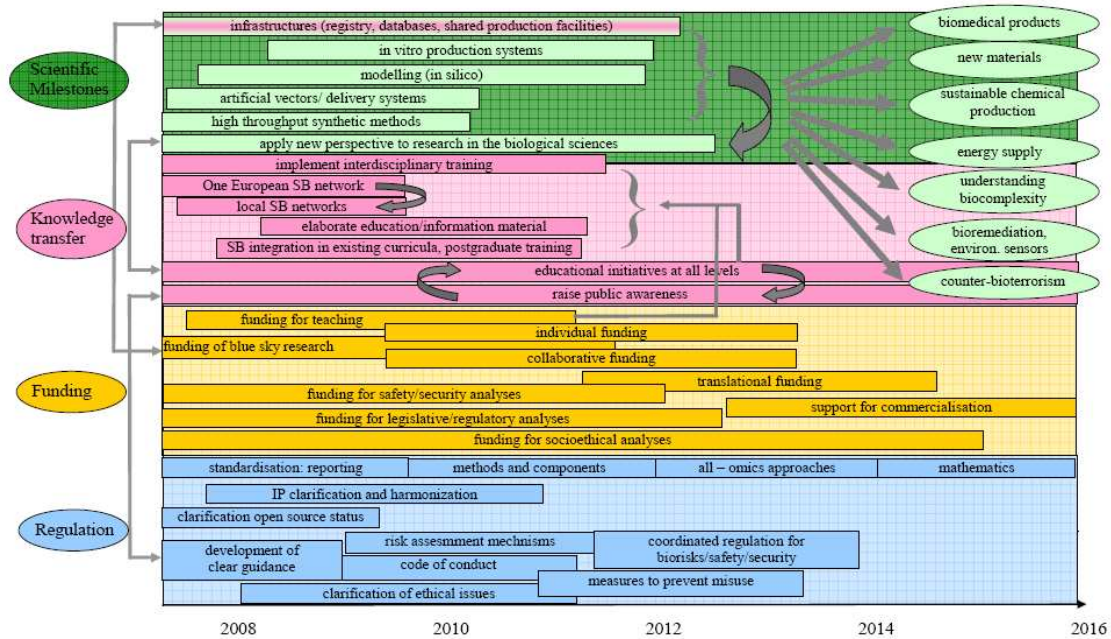 infrastructures (registry, databases, shared production facilities)
in vitro production systems
modelling (in silico)
artificial vectors/ delivery systems
high throughput synthetic methods
apply new perspective to research in the biological sciences
Scientific
Milestones
biomedical products
new materials
sustainable chemical
production
energy supply
understanding
biocomplexity
bioremediation,
environ. sensors
counter-bioterrorism
implement interdisciplinary training
One European SB network
local SB networks
elaborate education/information material
SB integration in existing curricula, postgraduate training
educational initiatives at all levels
raise public awareness
Knowledge
transfer
funding for teaching
individual funding
funding of blue sky research
collaborative funding
translational funding
funding for safety/security analyses
support for commercialisation
funding for legislative/regulatory analyses
funding for socioethical analyses
Funding
standardisation: reporting
methods and components
all – omics approaches
mathematics
IP clarification and harmonization
clarification open source status
risk assesmment mechnisms
coordinated regulation for
biorisks/safety/security
development of
clear guidance
code of conduct
measures to prevent misuse
clarification of ethical issues
Regulation
2008
2010
2012
2014
2016